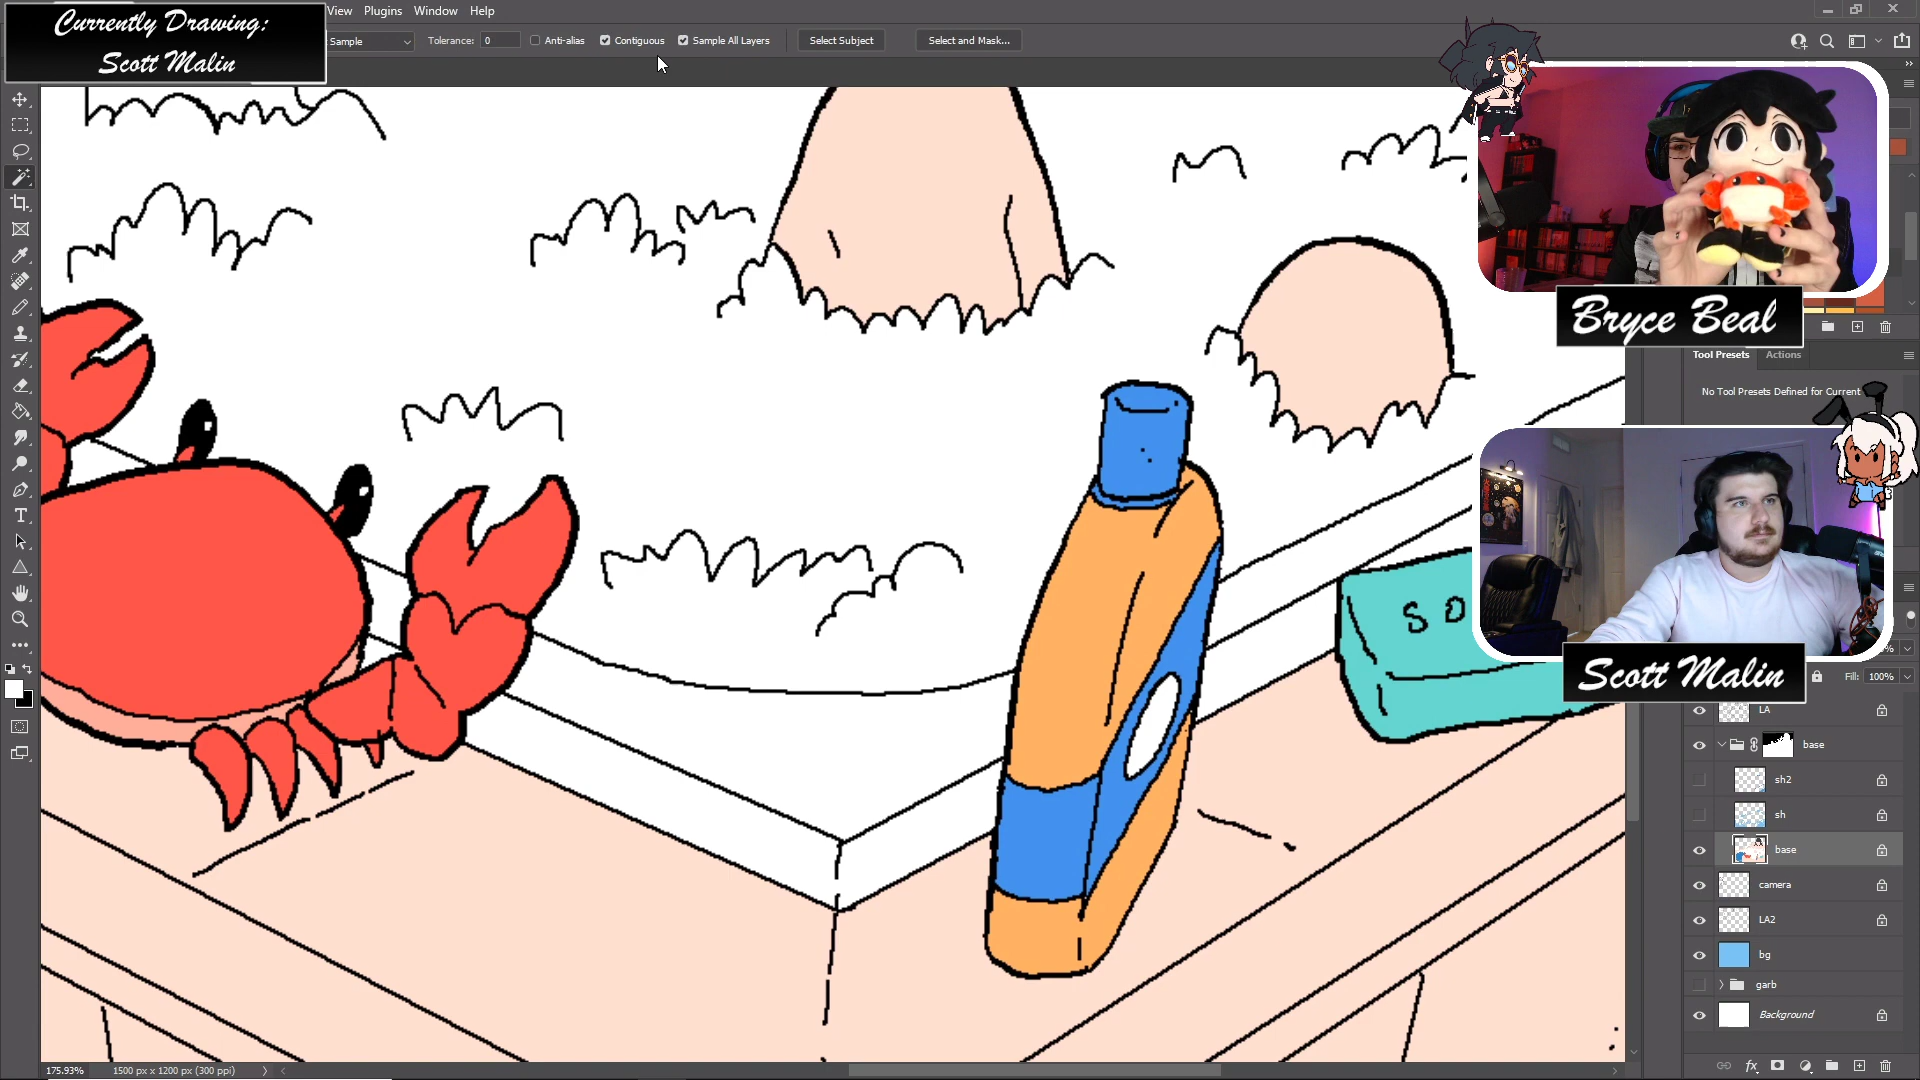 Currently Drawing:
Scott Malin
View Plugins Window Help
Sample Tolerance: 0 Anti-alias Contiguous Sample All Layers Select Subject Select and Mask...
Bryce Beal
Tool Presets Actions
No Tool Presets Defined for Current
SO
Scott Malin
Fill: 100%
LA
base
sh2
sh
base
camera
LA2
bg
garb
Background
175.93% 1500 px x 1200 px (300 ppi)